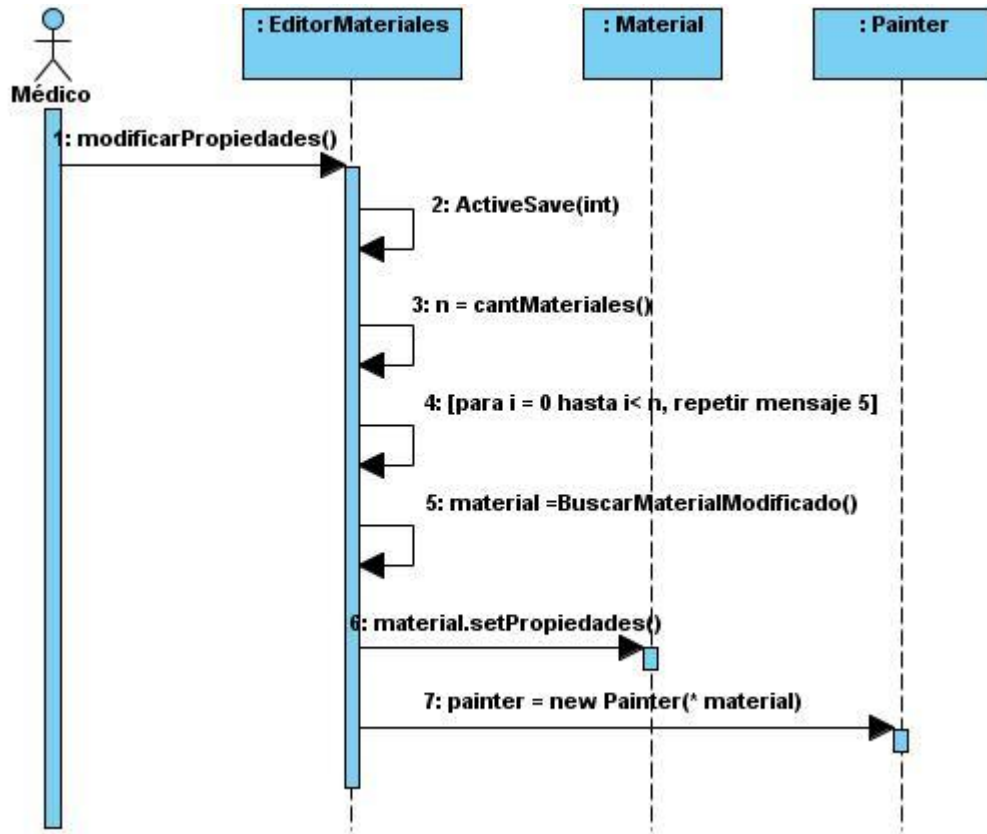 : EditorMateriales
: Material
: Painter
Médico
1: modificarPropiedades()
2: ActiveSave(int)
3: n = cantMateriales()
4: [para i = 0 hasta i< n, repetir mensaje 5]
5: material =BuscarMaterialModificado()
6: material.setPropiedades()
7: painter = new Painter(* material)